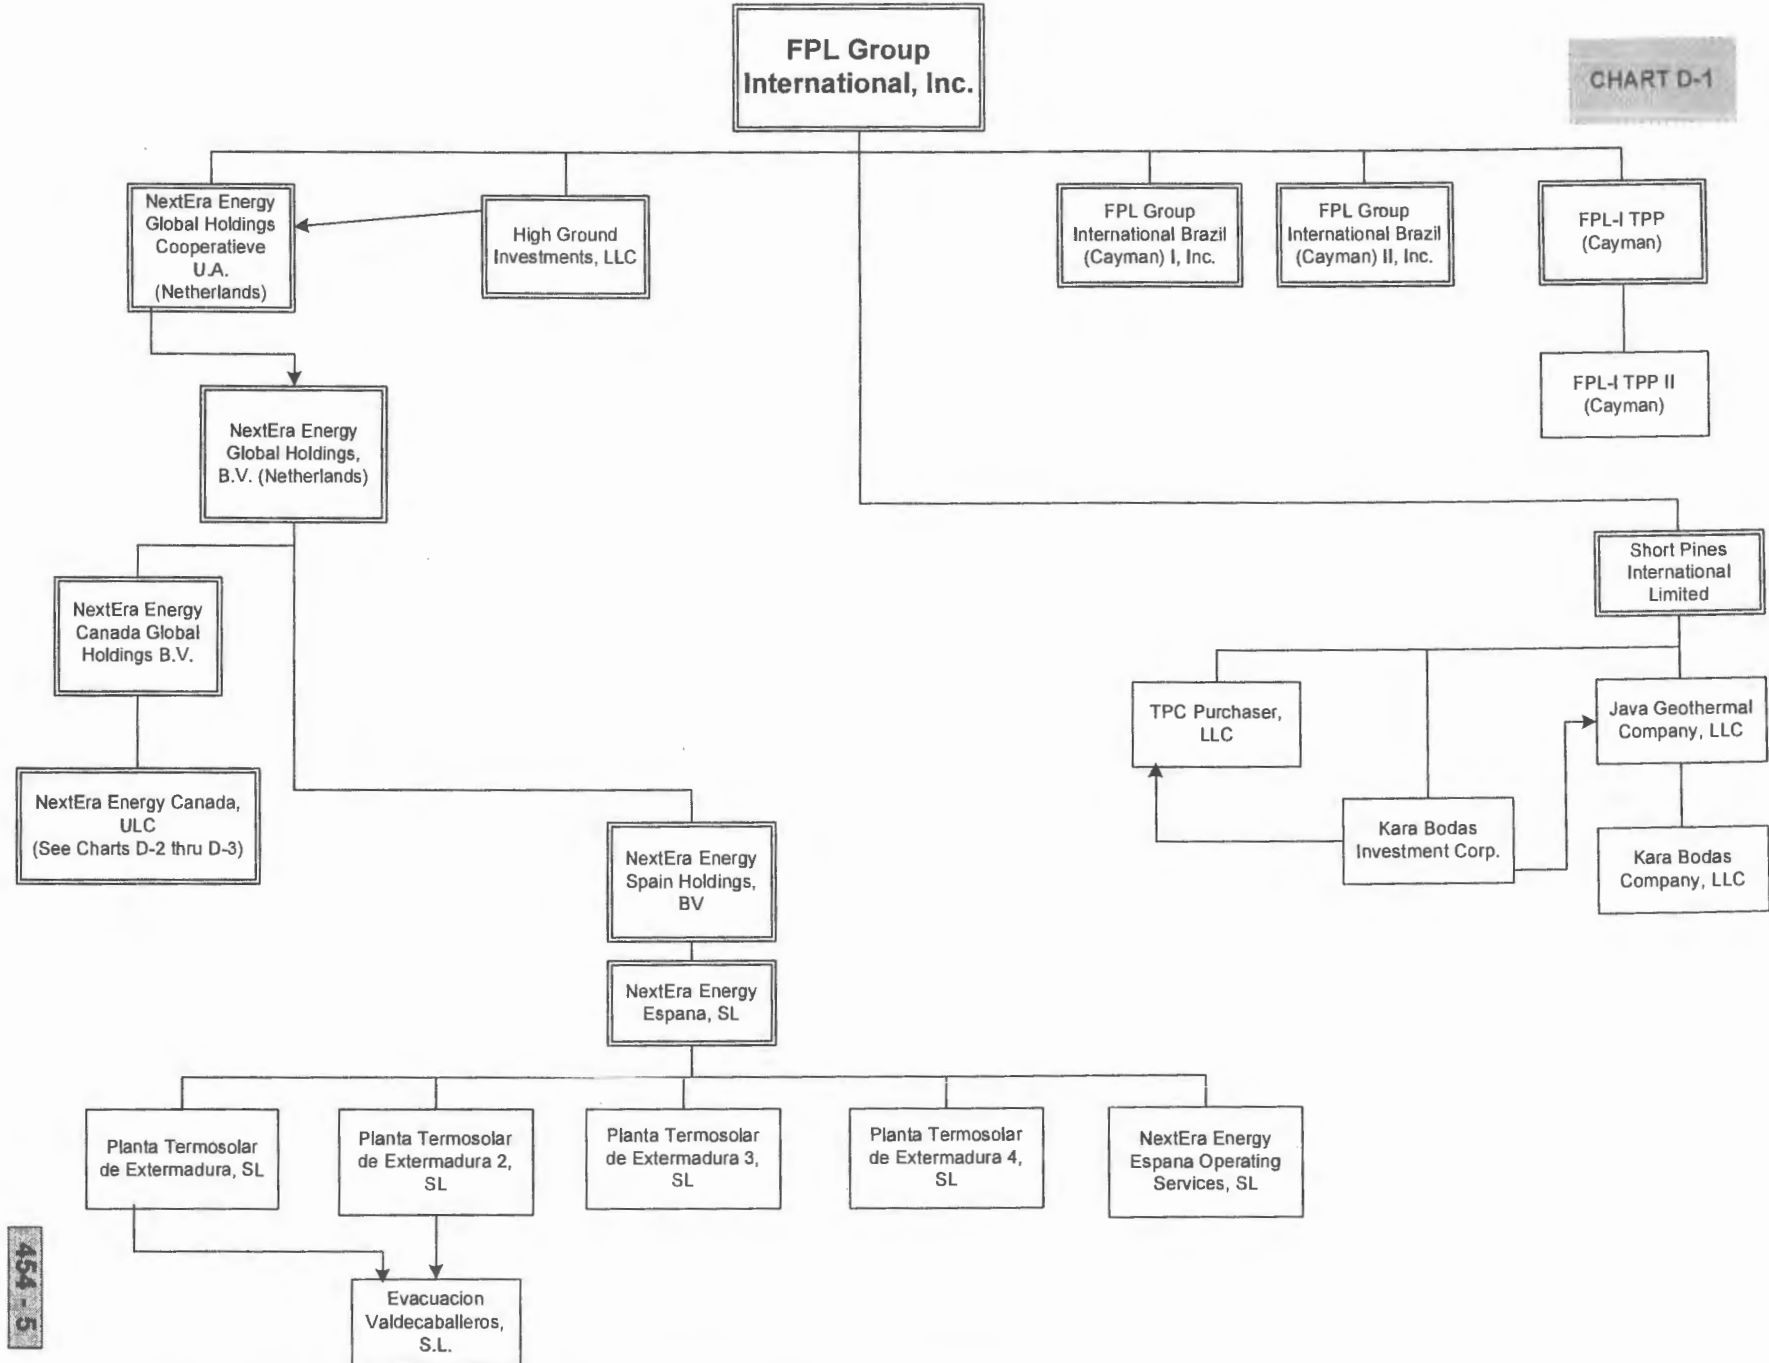 FPL Group
International, Inc.
CHART D-1
NextEra Energy
Global Holdings
Cooperatieve
U.A.
(Netherlands)
High Ground
Investments, LLC
FPL Group
International Brazil
(Cayman) I, Inc.
FPL Group
International Brazil
(Cayman) II, Inc.
FPL-I TPP
(Cayman)
FPL-I TPP II
(Cayman)
NextEra Energy
Global Holdings,
B.V. (Netherlands)
Short Pines
International
Limited
NextEra Energy
Canada Global
Holdings B.V.
TPC Purchaser,
LLC
Java Geothermal
Company, LLC
NextEra Energy Canada,
ULC
(See Charts D-2 thru D-3)
Kara Bodas
Investment Corp.
Kara Bodas
Company, LLC
NextEra Energy
Spain Holdings,
BV
NextEra Energy
Espana, SL
Planta Termosolar
de Extermadura, SL
Planta Termosolar
de Extermadura 2,
SL
Planta Termosolar
de Extermadura 3,
SL
Planta Termosolar
de Extermadura 4,
SL
NextEra Energy
Espana Operating
Services, SL
Evacuacion
Valdecaballeros,
S.L.
454 - 5